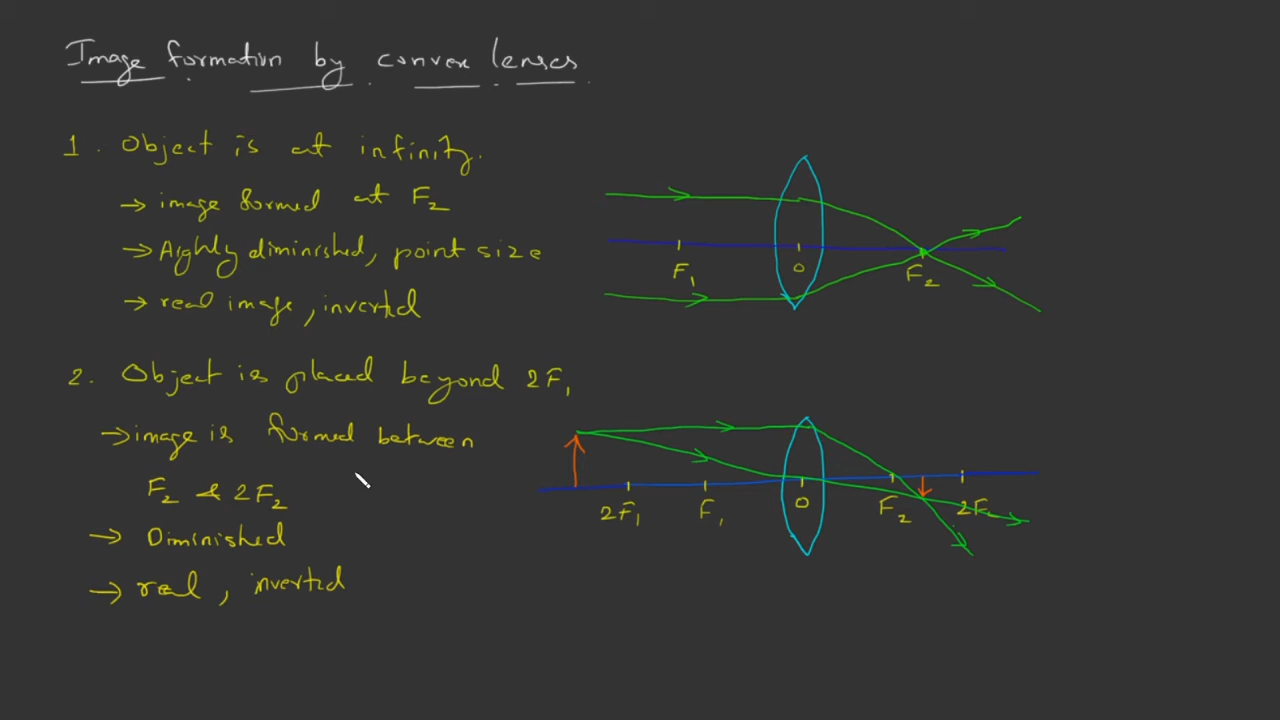 Image formation by convex lenses
1. Object is at infinity.
→ image formed at F₂
→ Highly diminished, point size
→ real image, inverted
F₁ O F₂
2. Object is placed beyond 2F₁
→ image is formed between
F₂ & 2F₂
→ Diminished
→ real, inverted
2F₁ F₁ O F₂ 2F₂